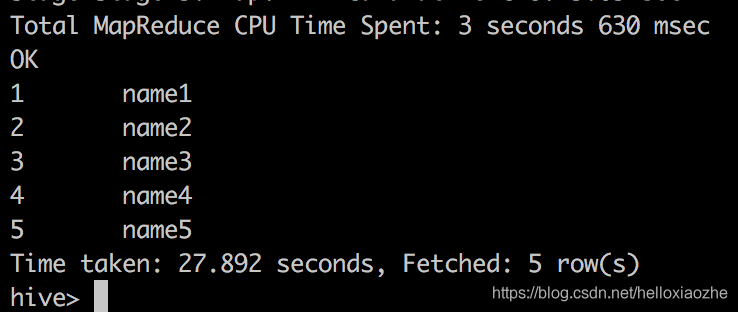 Total MapReduce CPU Time Spent: 3 seconds 630 msec
OK
1 name1
2 name2
3 name3
4 name4
5 name5
Time taken: 27.892 seconds, Fetched: 5 row(s)
hive>
https://blog.csdn.net/helloxiaozhe